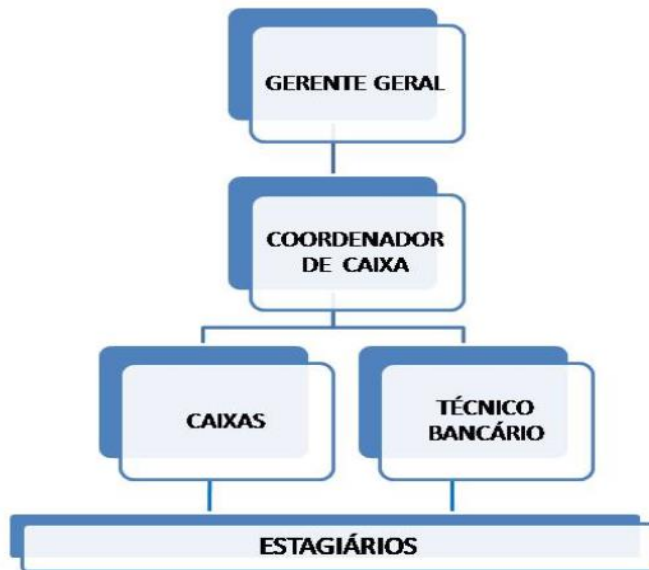 GERENTE GERAL
COORDENADOR
DE CAIXA
CAIXAS
TÉCNICO
BANCÁRIO
ESTAGIÁRIOS